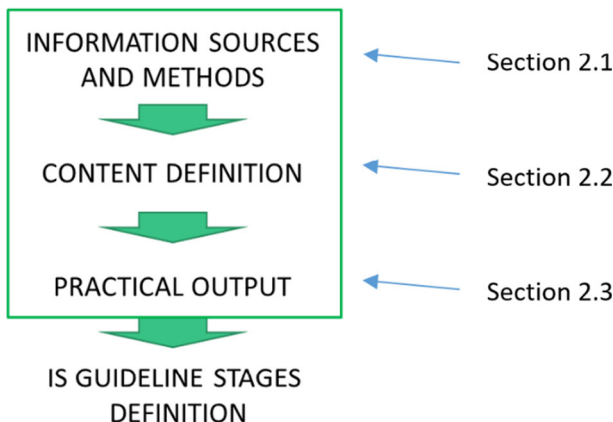 INFORMATION SOURCES
AND METHODS
Section 2.1
CONTENT DEFINITION
Section 2.2
PRACTICAL OUTPUT
Section 2.3
IS GUIDELINE STAGES
DEFINITION